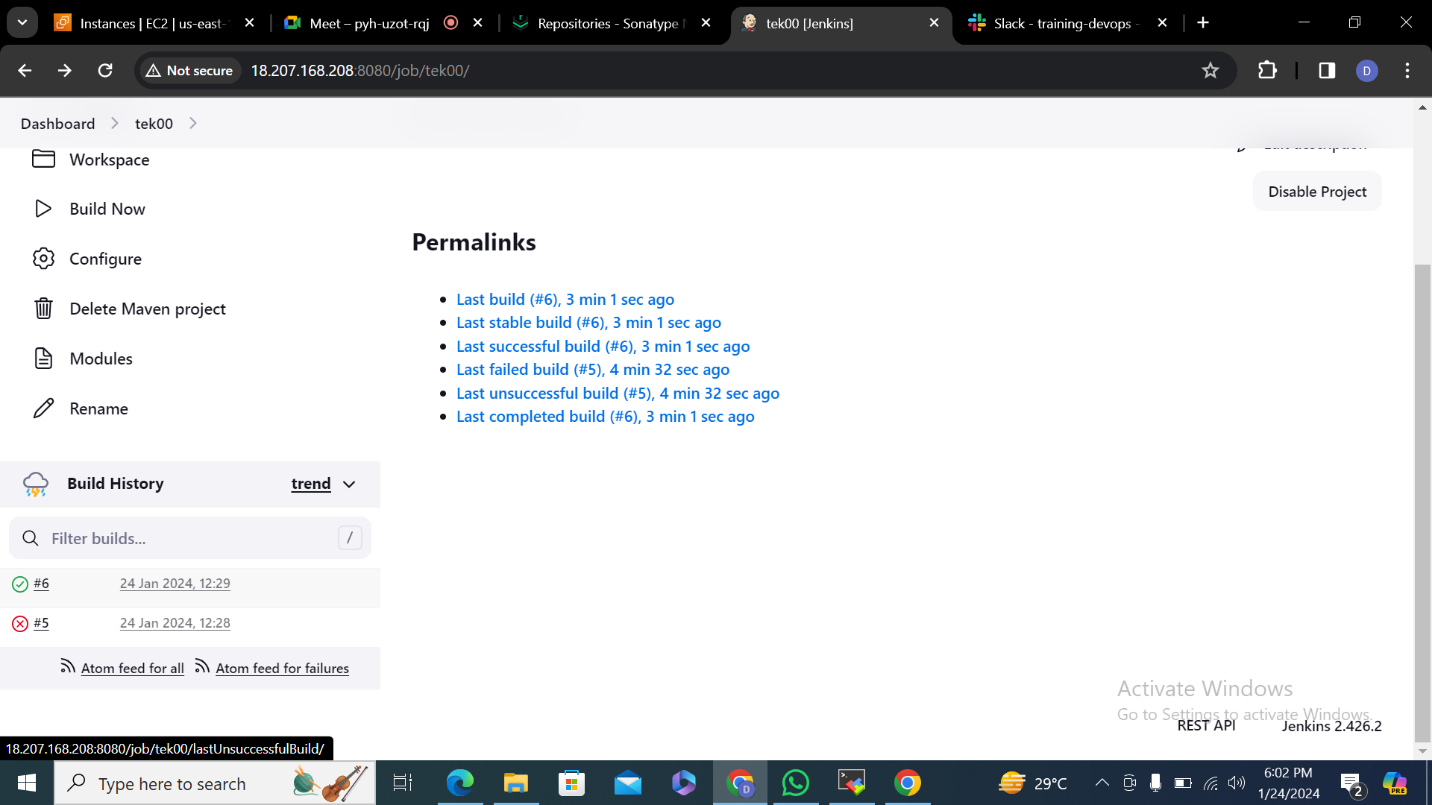 Instances | EC2 | us-east-
Meet – pyh-uzot-rqj
Repositories - Sonatype
tek00 [Jenkins]
Slack - training-devops -
Not secure
18.207.168.208:8080/job/tek00/
D
Dashboard
tek00
Edit description
Workspace
Build Now
Configure
Delete Maven project
Modules
Rename
Disable Project
Permalinks
Last build (#6), 3 min 1 sec ago
Last stable build (#6), 3 min 1 sec ago
Last successful build (#6), 3 min 1 sec ago
Last failed build (#5), 4 min 32 sec ago
Last unsuccessful build (#5), 4 min 32 sec ago
Last completed build (#6), 3 min 1 sec ago
Build History
trend
Filter builds...
/
#6 24 Jan 2024, 12:29
#5 24 Jan 2024, 12:28
Atom feed for all
Atom feed for failures
Activate Windows
Go to Settings to activate Windows.
REST API
Jenkins 2.426.2
18.207.168.208:8080/job/tek00/lastUnsuccessfulBuild/
Type here to search
D
29°C
6:02 PM
1/24/2024
2
PRE